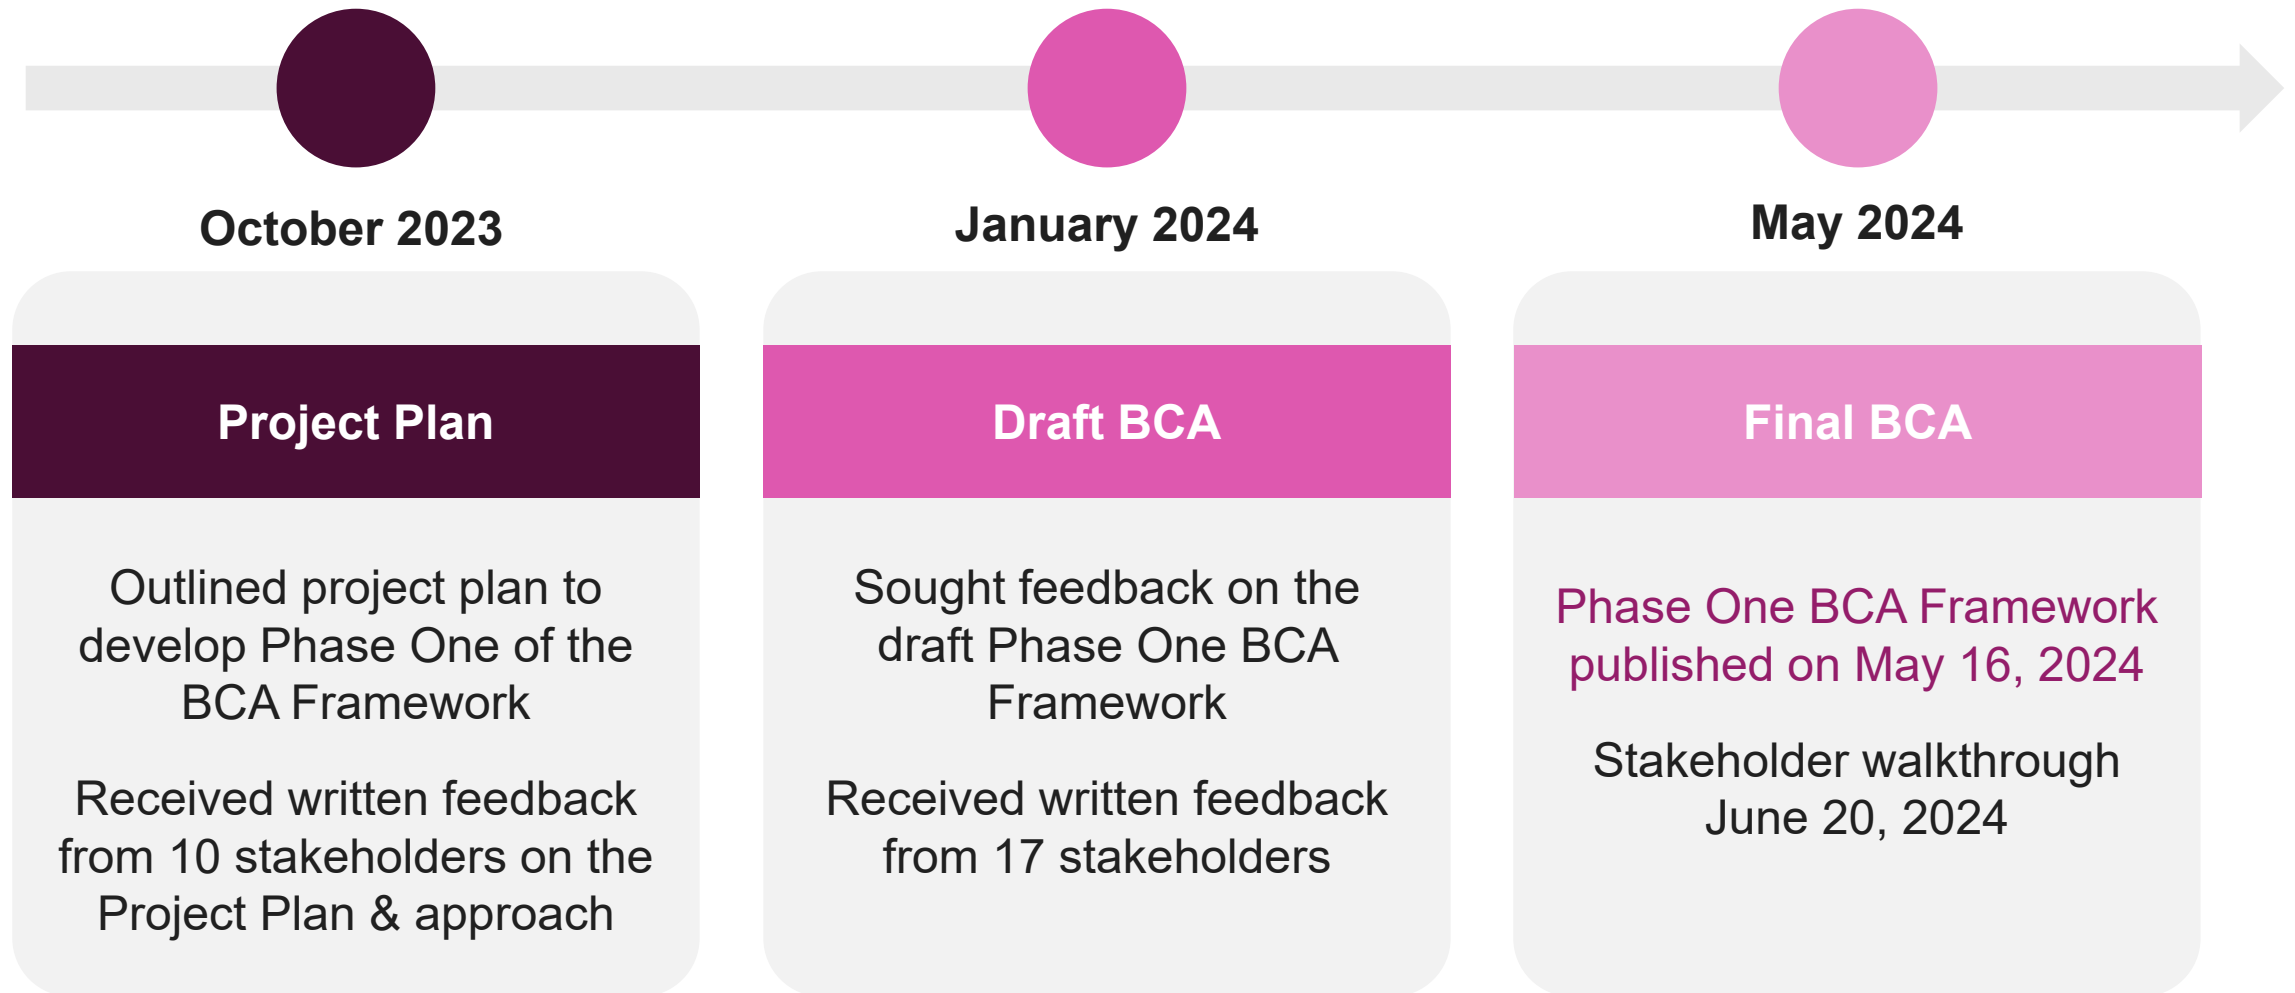 October 2023
Project Plan
Outlined project plan to
develop Phase One of the
BCA Framework
Received written feedback
from 10 stakeholders on the
Project Plan & approach
January 2024
Draft BCA
Sought feedback on the
draft Phase One BCA
Framework
Received written feedback
from 17 stakeholders
May 2024
Final BCA
Phase One BCA Framework
published on May 16, 2024
Stakeholder walkthrough
June 20, 2024